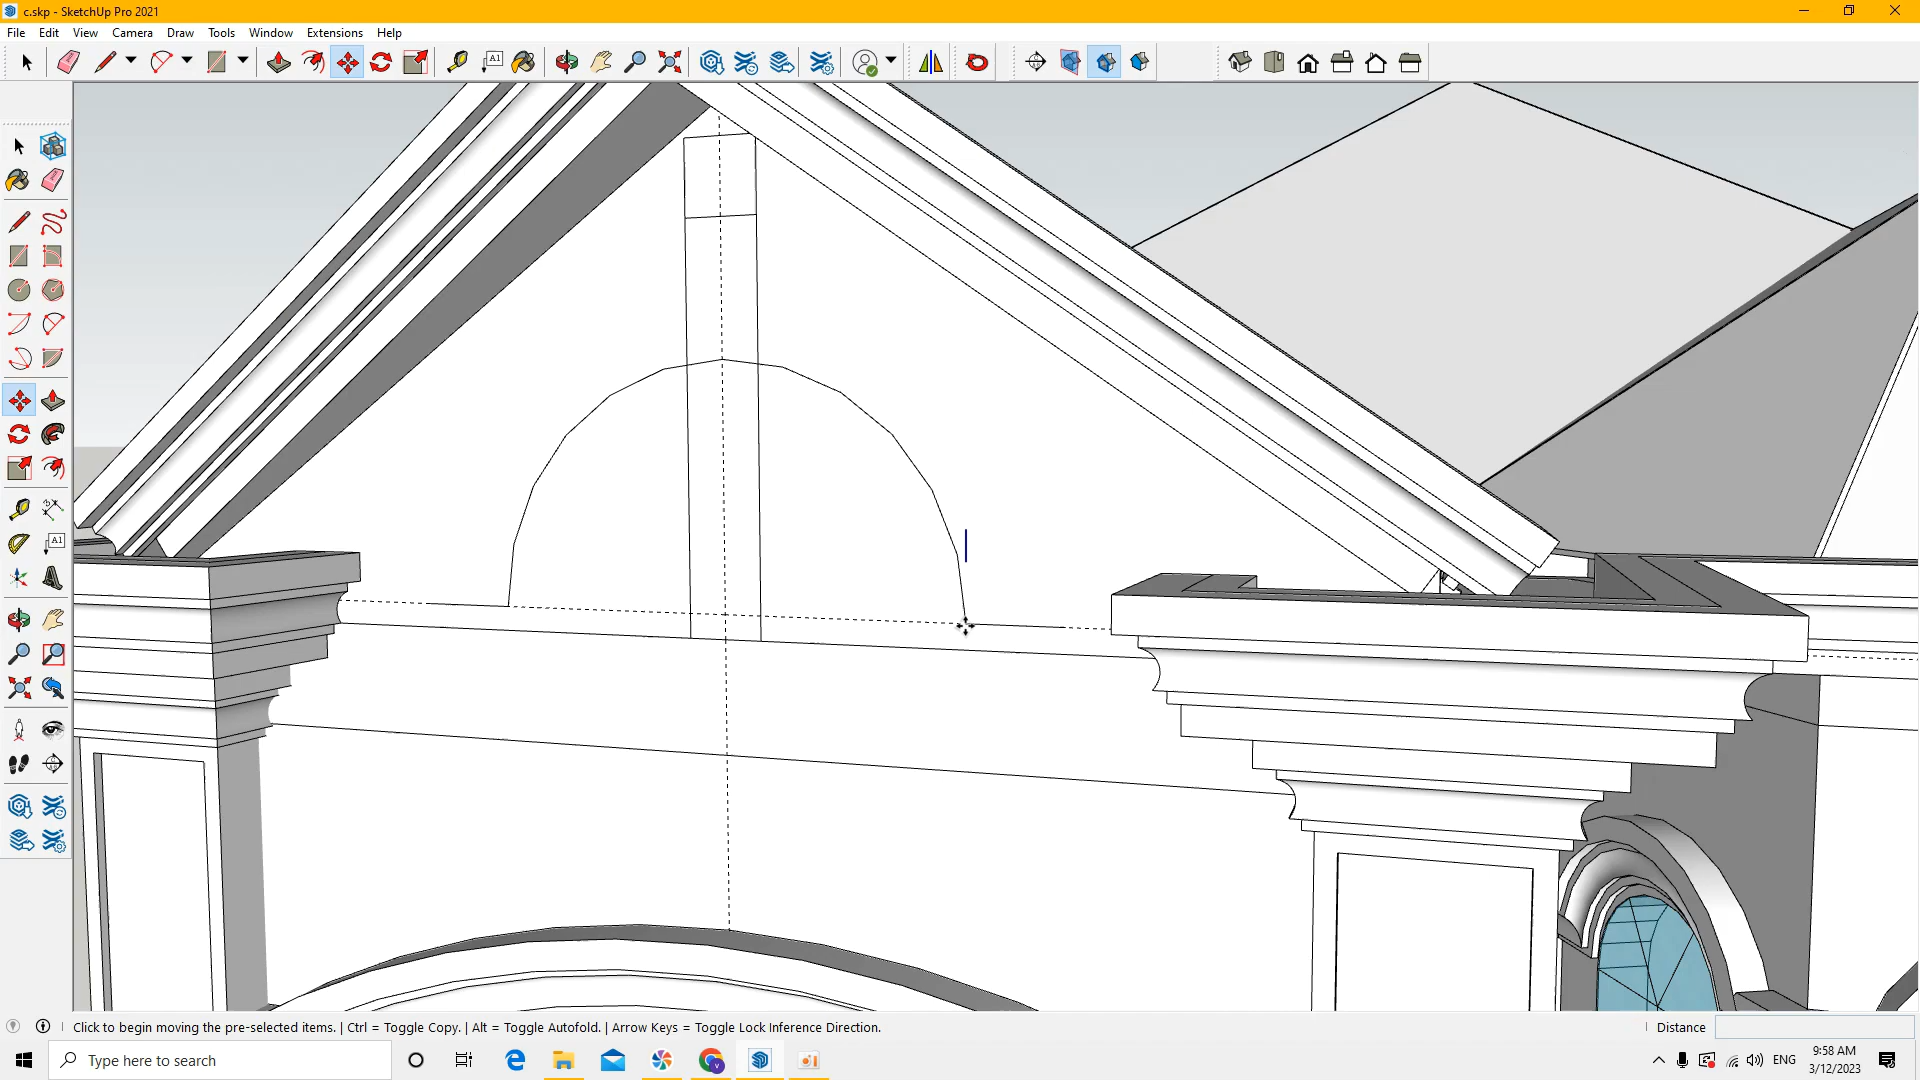 c.skp - SketchUp Pro 2021
File Edit View Camera Draw Tools Window Extensions Help
A1
A1
Click to begin moving the pre-selected items. | Ctrl = Toggle Copy. | Alt = Toggle Autofold. | Arrow Keys = Toggle Lock Inference Direction.
Distance
Type here to search
ENG
9:58 AM
3/12/2023